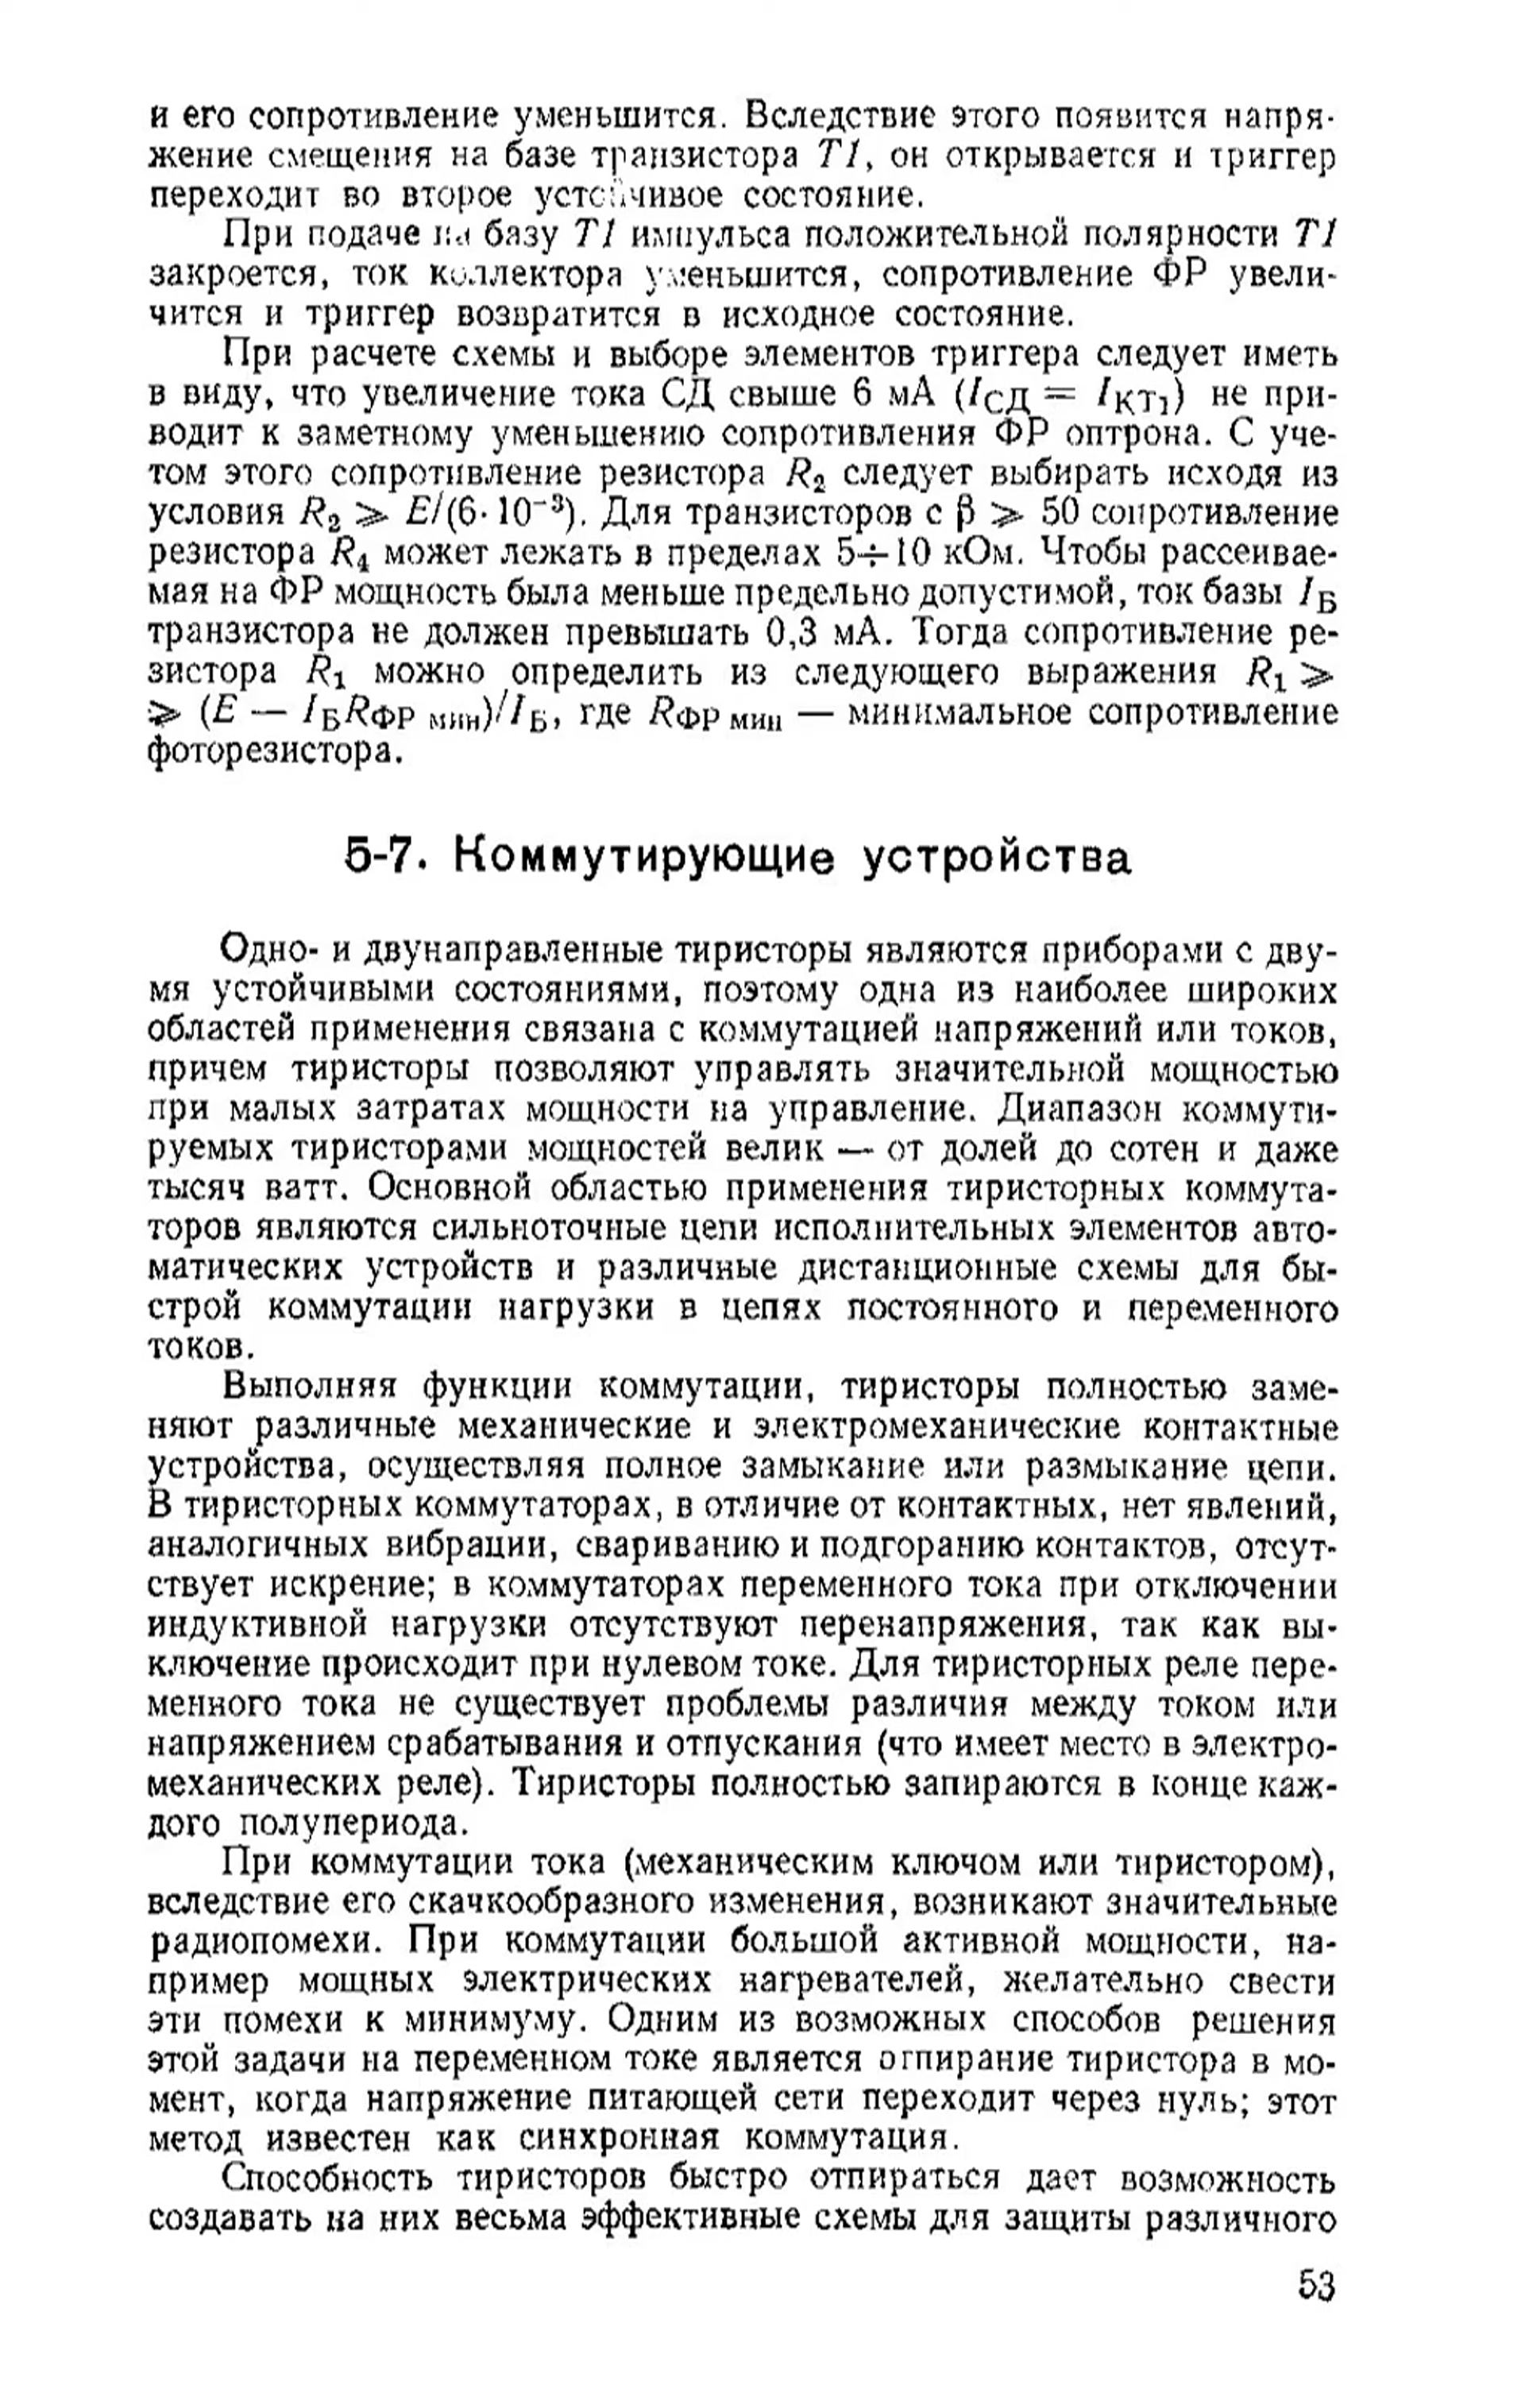 и его сопротивление уменьшится. Вследствие этого появится напря-
жение смещения на базе транзистора Т1, он открывается и триггер
переходит во второе устойчивое состояние.
При подаче на базу Т1 импульса положительной полярности Т1
закроется, ток коллектора уменьшится, сопротивление ФР увели-
чится и триггер возвратится в исходное состояние.
При расчете схемы и выборе элементов триггера следует иметь
в виду, что увеличение тока СД свыше 6 мА (IСД = IКТ1) не при-
водит к заметному уменьшению сопротивления ФР оптрона. С уче-
том этого сопротивление резистора R2 следует выбирать исходя из
условия R2 ⩾ E/(6·10⁻³). Для транзисторов с β ⩾ 50 сопротивление
резистора R4 может лежать в пределах 5÷10 кОм. Чтобы рассеивае-
мая на ФР мощность была меньше предельно допустимой, ток базы IБ
транзистора не должен превышать 0,3 мА. Тогда сопротивление ре-
зистора R1 можно определить из следующего выражения R1 ⩾
⩾ (E — IБRФР мин)/IБ, где RФР мин — минимальное сопротивление
фоторезистора.
5-7. Коммутирующие устройства
Одно- и двунаправленные тиристоры являются приборами с дву-
мя устойчивыми состояниями, поэтому одна из наиболее широких
областей применения связана с коммутацией напряжений или токов,
причем тиристоры позволяют управлять значительной мощностью
при малых затратах мощности на управление. Диапазон коммути-
руемых тиристорами мощностей велик — от долей до сотен и даже
тысяч ватт. Основной областью применения тиристорных коммута-
торов являются сильноточные цепи исполнительных элементов авто-
матических устройств и различные дистанционные схемы для бы-
строй коммутации нагрузки в цепях постоянного и переменного
токов.
Выполняя функции коммутации, тиристоры полностью заме-
няют различные механические и электромеханические контактные
устройства, осуществляя полное замыкание или размыкание цепи.
В тиристорных коммутаторах, в отличие от контактных, нет явлений,
аналогичных вибрации, свариванию и подгоранию контактов, отсут-
ствует искрение; в коммутаторах переменного тока при отключении
индуктивной нагрузки отсутствуют перенапряжения, так как вы-
ключение происходит при нулевом токе. Для тиристорных реле пере-
менного тока не существует проблемы различия между током или
напряжением срабатывания и отпускания (что имеет место в электро-
механических реле). Тиристоры полностью запираются в конце каж-
дого полупериода.
При коммутации тока (механическим ключом или тиристором),
вследствие его скачкообразного изменения, возникают значительные
радиопомехи. При коммутации большой активной мощности, на-
пример мощных электрических нагревателей, желательно свести
эти помехи к минимуму. Одним из возможных способов решения
этой задачи на переменном токе является отпирание тиристора в мо-
мент, когда напряжение питающей сети переходит через нуль; этот
метод известен как синхронная коммутация.
Способность тиристоров быстро отпираться дает возможность
создавать на них весьма эффективные схемы для защиты различного
53